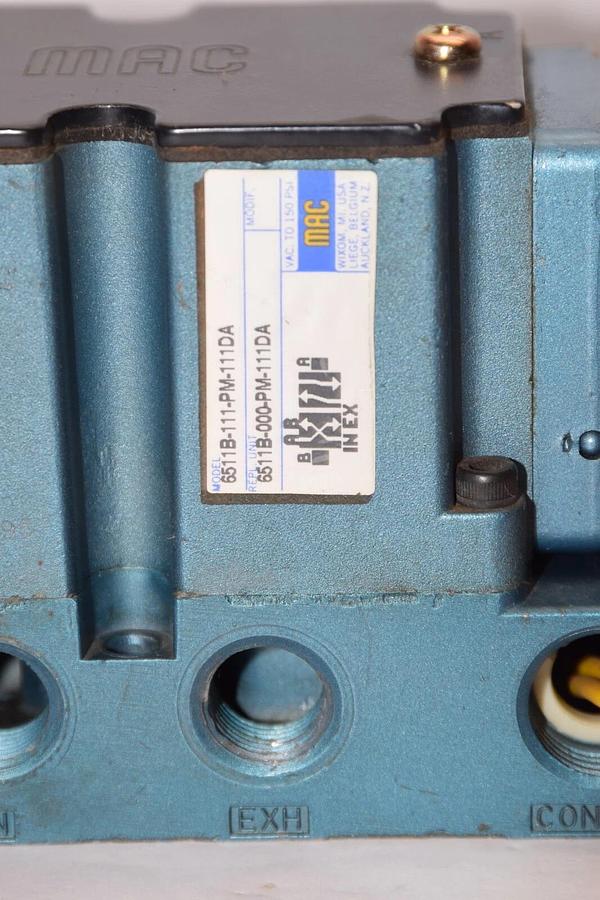 MAC
MODEL
6511B-111-PM-111DA
REPL. UNIT
6511B-000-PM-111DA
MODIF.
VAC. TO 150 PSI
MAC
WIXOM, MI. USA
LIEGE, BELGIUM
AUCKLAND, N.Z.
B A B A
IN EX
EXH
CON